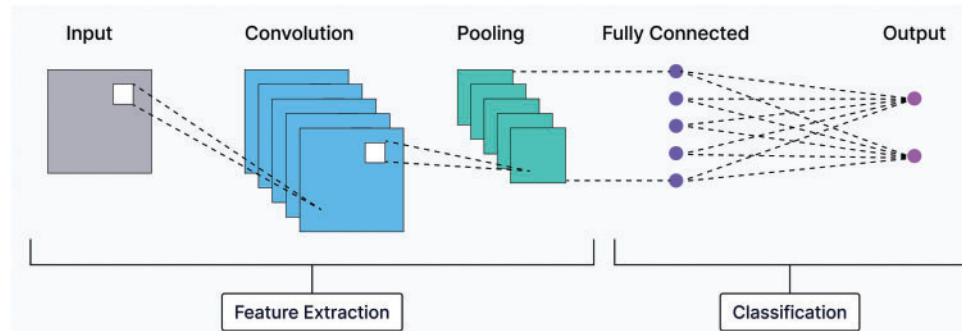 Input
Convolution
Pooling
Fully Connected
Output
Feature Extraction
Classification